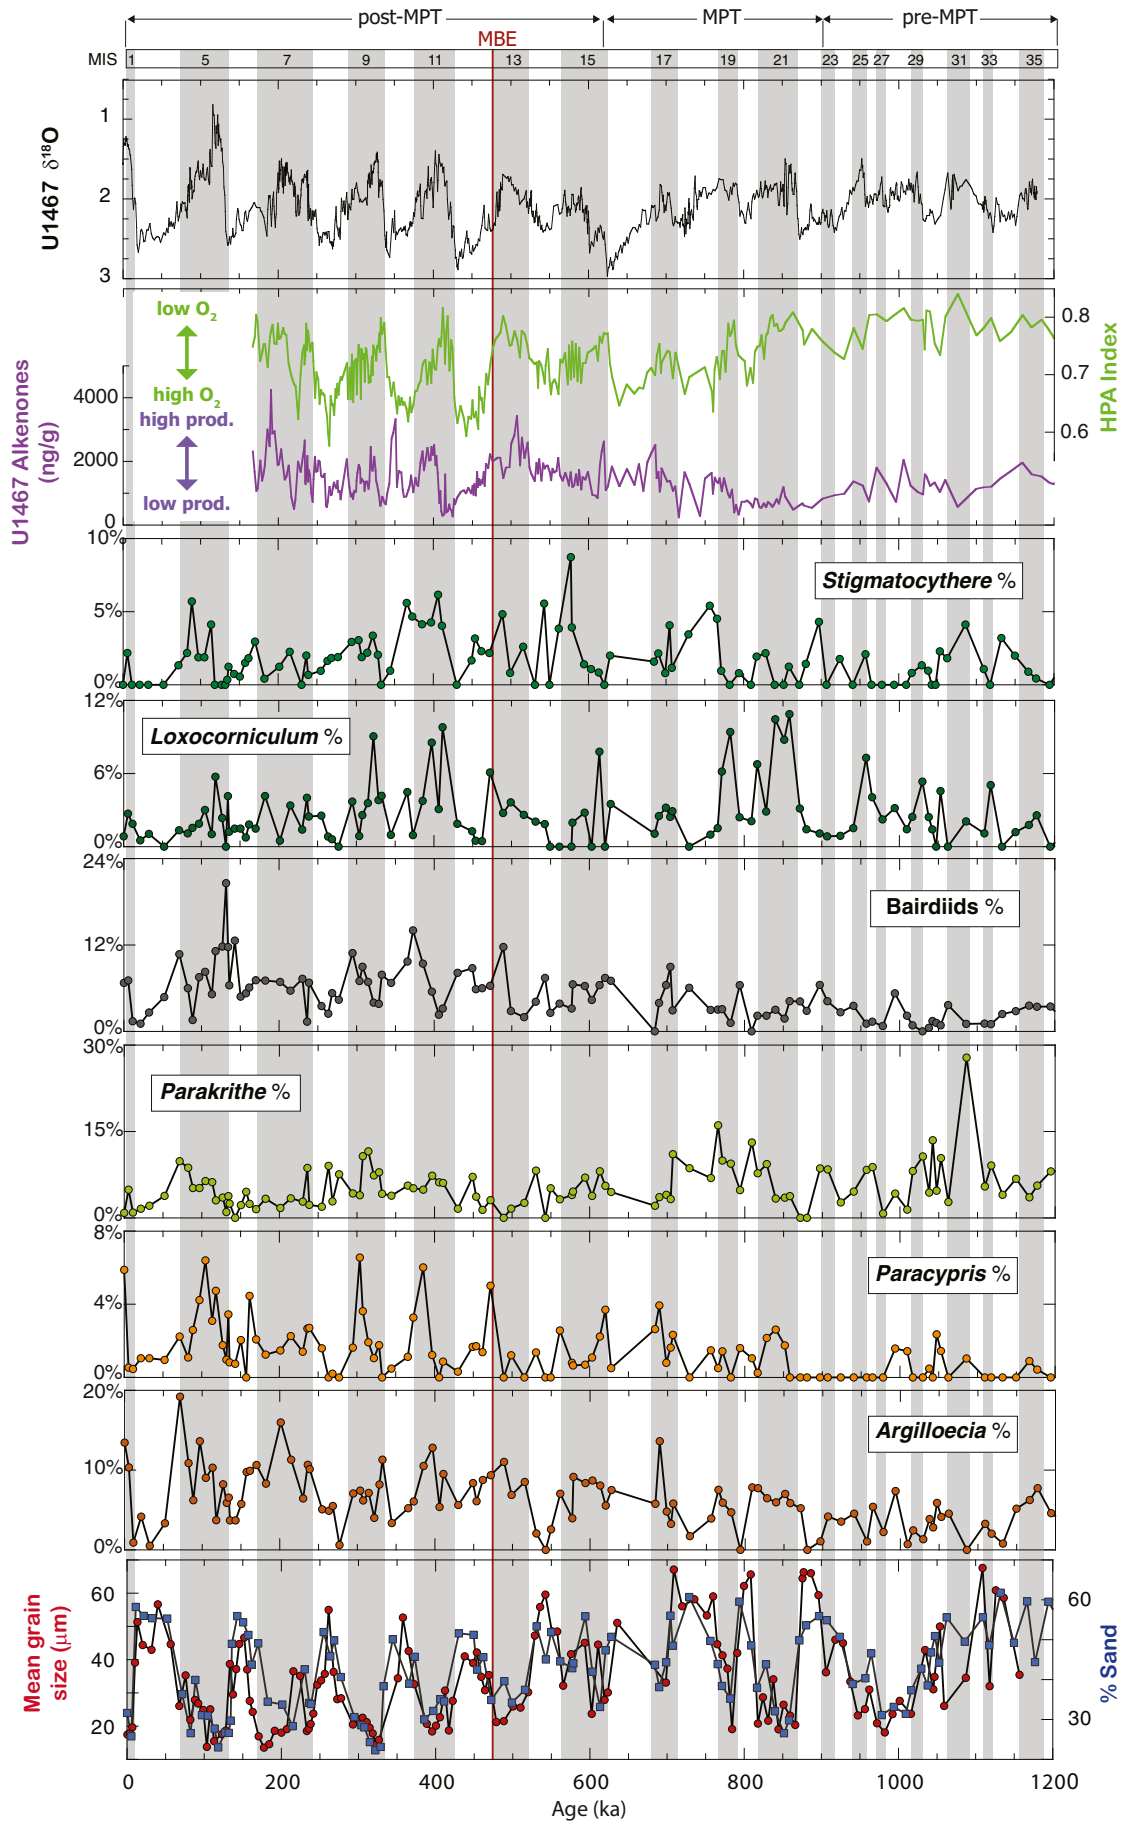 post-MPT MPT pre-MPT
MBE
MIS 1 5 7 9 11 13 15 17 19 21 23 25 27 29 31 33 35
U1467 δ18O
1
2
3
low O2
high O2
high prod.
low prod.
U1467 Alkenones
(ng/g)
4000
2000
0
HPA Index
0.8
0.7
0.6
10%
5%
0%
Stigmatocythere %
12%
6%
0%
Loxocorniculum %
24%
12%
0%
Bairdiids %
30%
15%
0%
Parakrithe %
8%
4%
0%
Paracypris %
20%
10%
0%
Argilloecia %
Mean grain
size (μm)
60
40
20
% Sand
60
30
0 200 400 600 800 1000 1200
Age (ka)